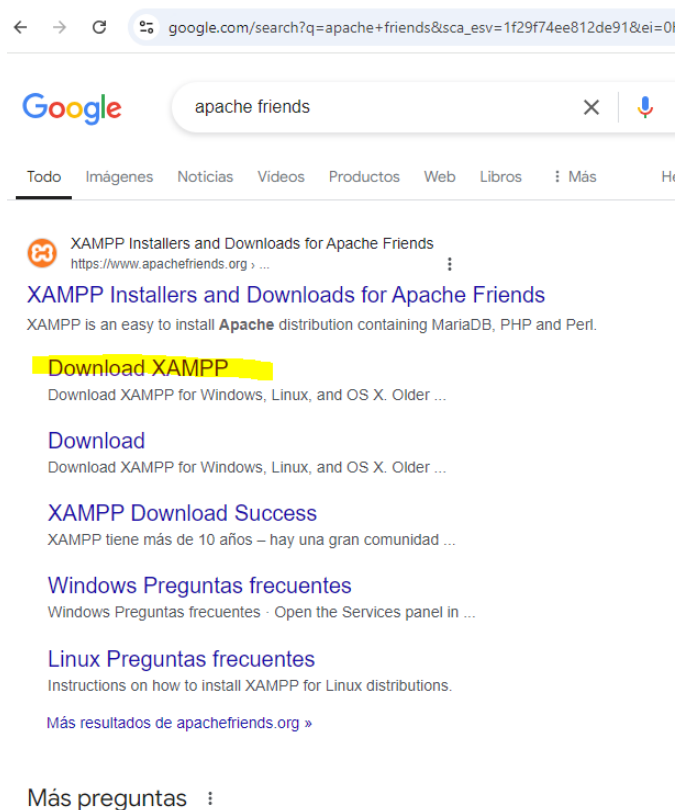 google.com/search?q=apache+friends&sca_esv=1f29f74ee812de91&ei=0
Google
apache friends
Todo Imágenes Noticias Videos Productos Web Libros Más
XAMPP Installers and Downloads for Apache Friends
https://www.apachefriends.org › ...
XAMPP Installers and Downloads for Apache Friends
XAMPP is an easy to install Apache distribution containing MariaDB, PHP and Perl.
Download XAMPP
Download XAMPP for Windows, Linux, and OS X. Older ...
Download
Download XAMPP for Windows, Linux, and OS X. Older ...
XAMPP Download Success
XAMPP tiene más de 10 años – hay una gran comunidad ...
Windows Preguntas frecuentes
Windows Preguntas frecuentes · Open the Services panel in ...
Linux Preguntas frecuentes
Instructions on how to install XAMPP for Linux distributions.
Más resultados de apachefriends.org »
Más preguntas